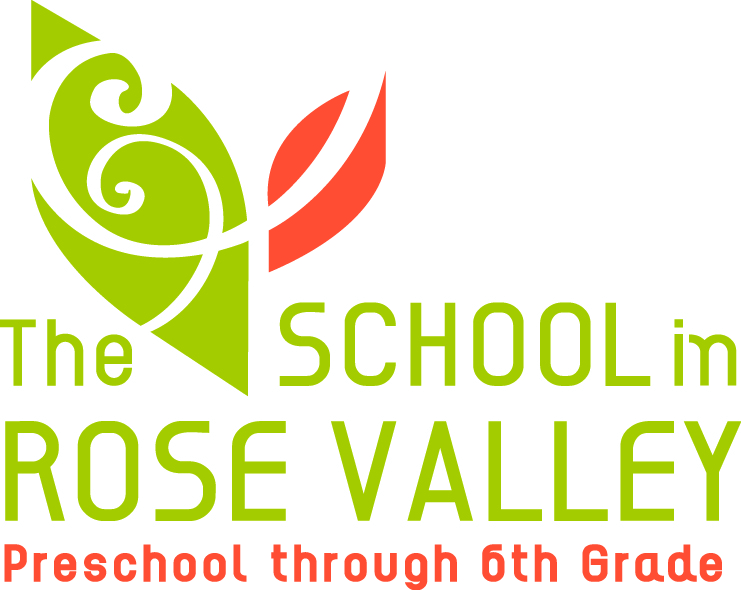 The SCHOOL in
ROSE VALLEY
Preschool through 6th Grade